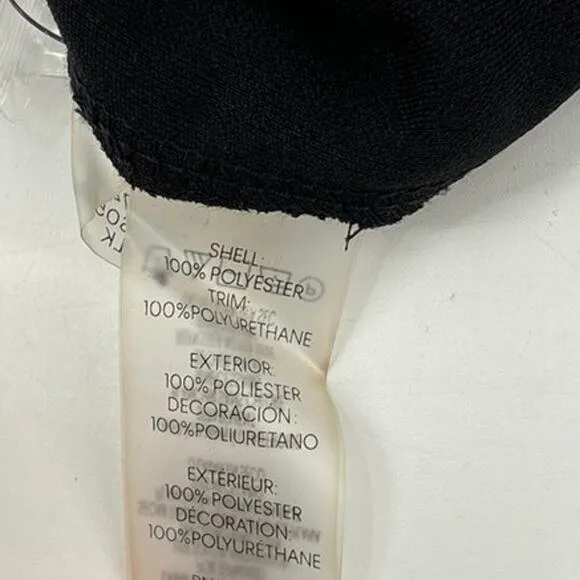 SHELL:
100% POLYESTER
TRIM:
100%POLYURETHANE
EXTERIOR:
100% POLIESTER
DECORACIÓN:
100%POLIURETANO
EXTÉRIEUR:
100% POLYESTER
DÉCORATION:
100%POLYURÉTHANE